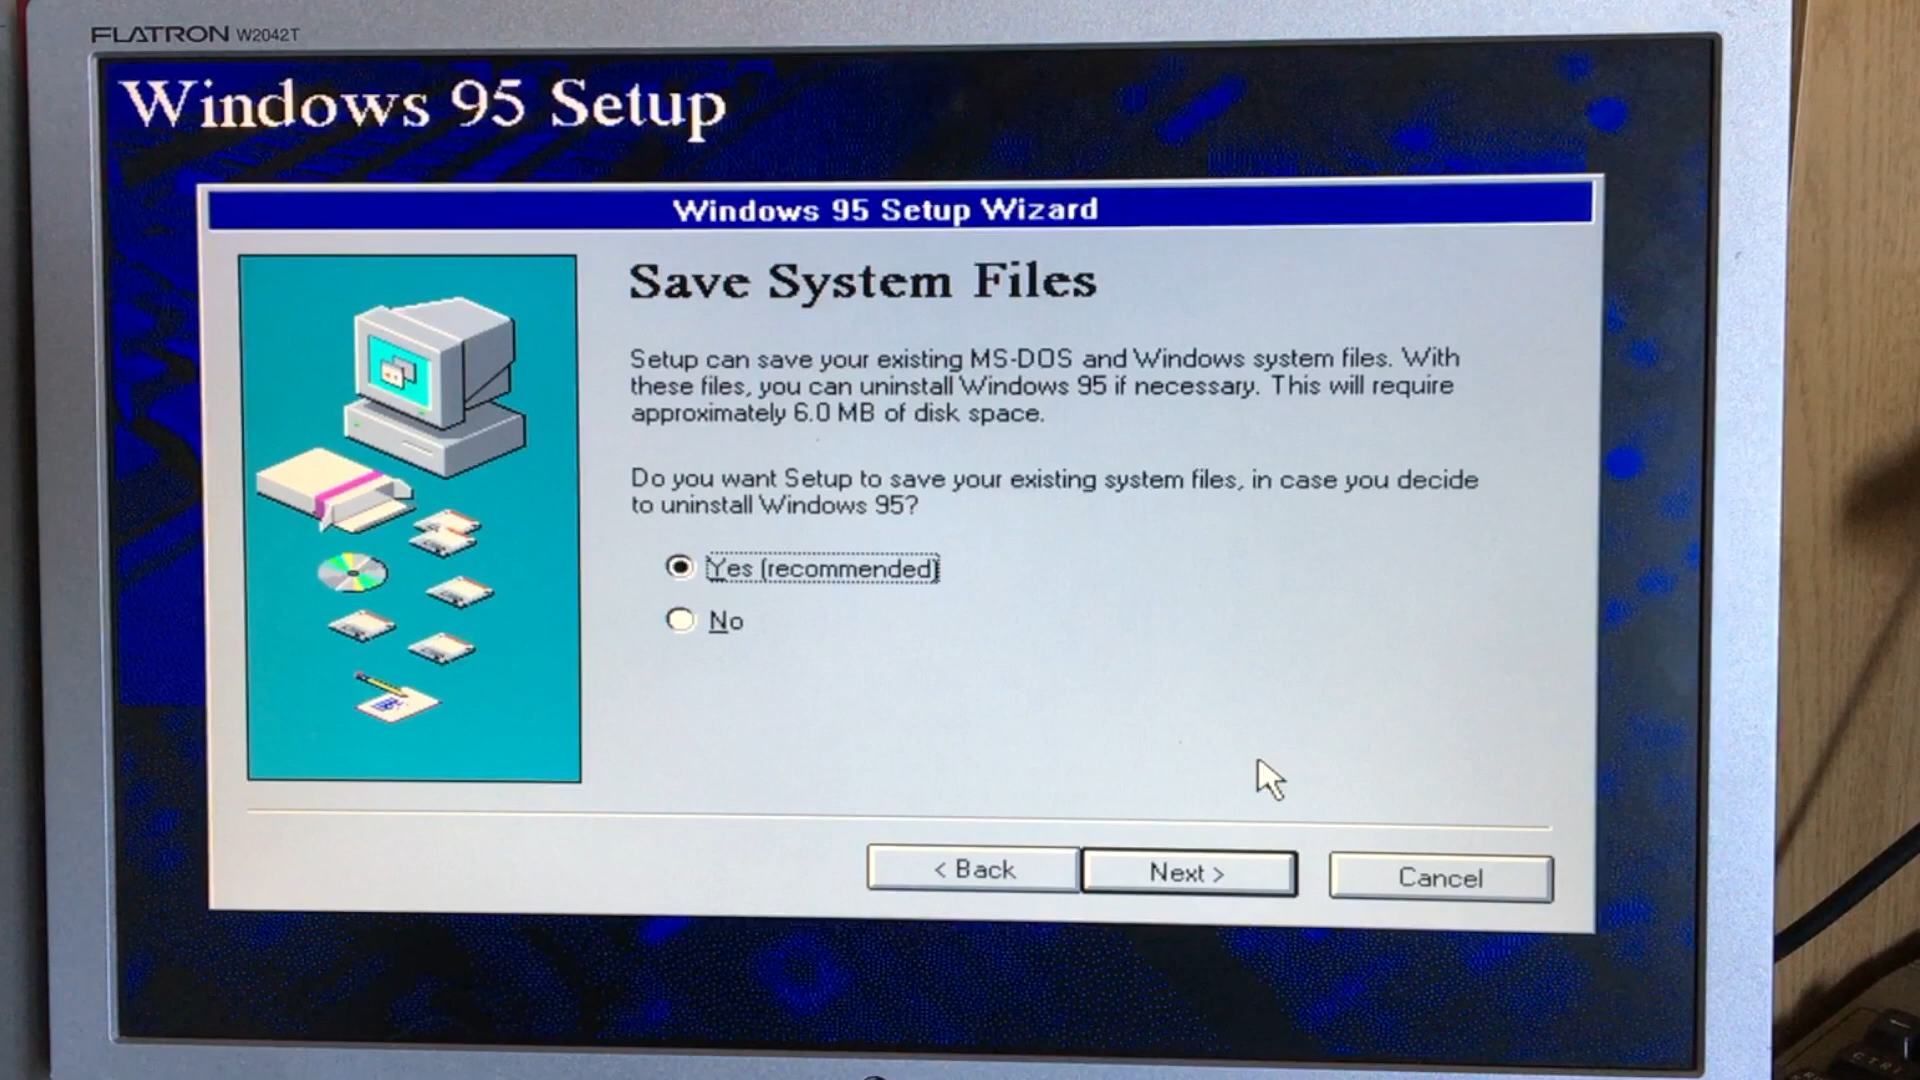 FLATRON W2042T
Windows 95 Setup
Windows 95 Setup Wizard
Save System Files
Setup can save your existing MS-DOS and Windows system files. With
these files, you can uninstall Windows 95 if necessary. This will require
approximately 6.0 MB of disk space.
Do you want Setup to save your existing system files, in case you decide
to uninstall Windows 95?
Yes (recommended)
No
< Back
Next >
Cancel
CTRL